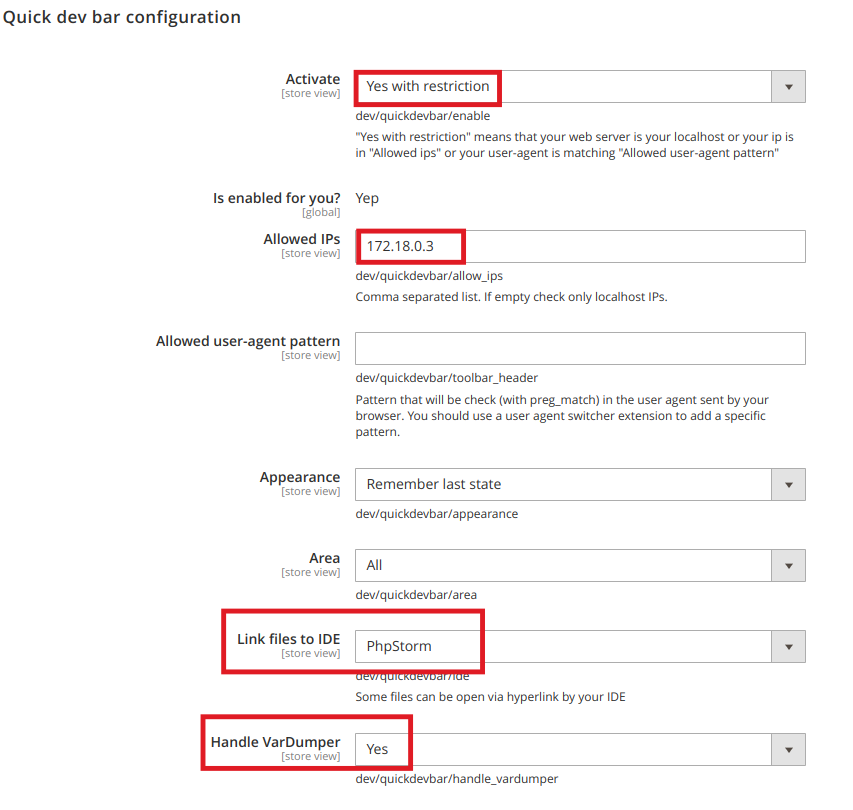 Quick dev bar configuration
Activate
[store view]
Yes with restriction
dev/quickdevbar/enable
"Yes with restriction" means that your web server is your localhost or your ip is
in "Allowed ips" or your user-agent is matching "Allowed user-agent pattern"
Is enabled for you?
[global]
Yep
Allowed IPs
[store view]
172.18.0.3
dev/quickdevbar/allow_ips
Comma separated list. If empty check only localhost IPs.
Allowed user-agent pattern
[store view]
dev/quickdevbar/toolbar_header
Pattern that will be check (with preg_match) in the user agent sent by your
browser. You should use a user agent switcher extension to add a specific
pattern.
Appearance
[store view]
Remember last state
dev/quickdevbar/appearance
Area
[store view]
All
dev/quickdevbar/area
Link files to IDE
[store view]
PhpStorm
dev/quickdevbar/ide
Some files can be open via hyperlink by your IDE
Handle VarDumper
[store view]
Yes
dev/quickdevbar/handle_vardumper